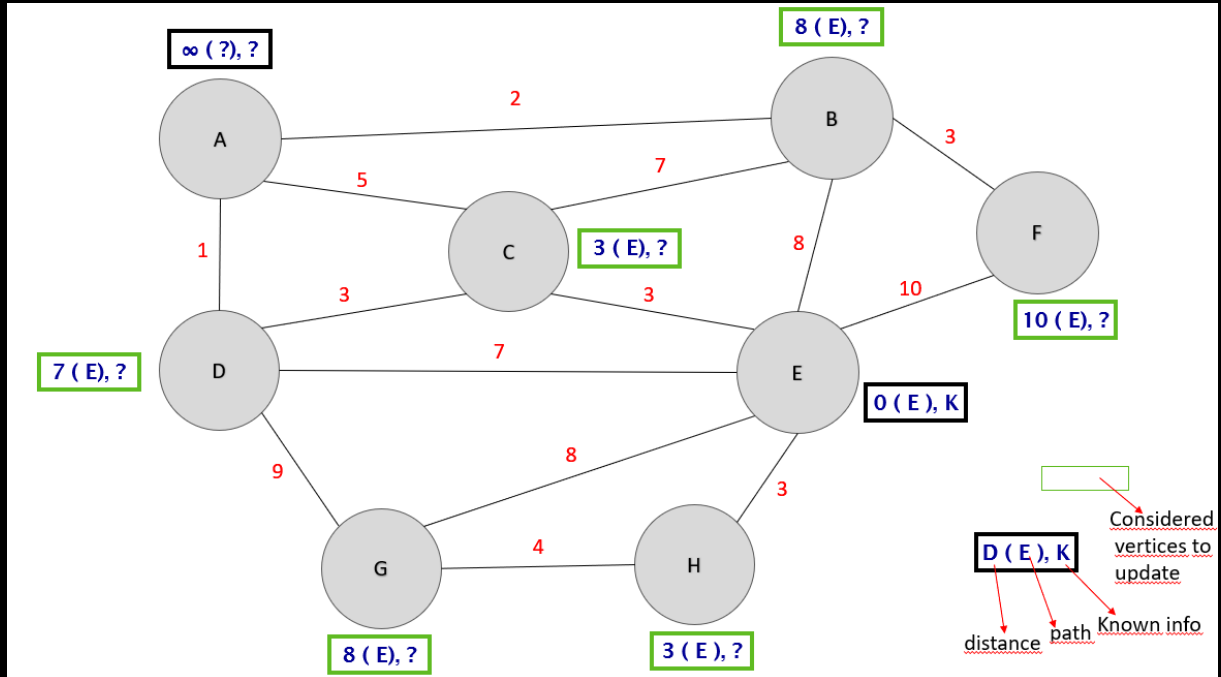 8 ( E), ?
∞ ( ?), ?
2
A
B
3
7
5
F
C
3 ( E), ?
8
1
10
3
3
10 ( E), ?
7
7 ( E), ?
D
E
0 ( E ), K
8
9
3
Considered
vertices to
update
4
D ( E ), K
G
H
Known info
path
distance
8 ( E), ?
3 ( E ), ?